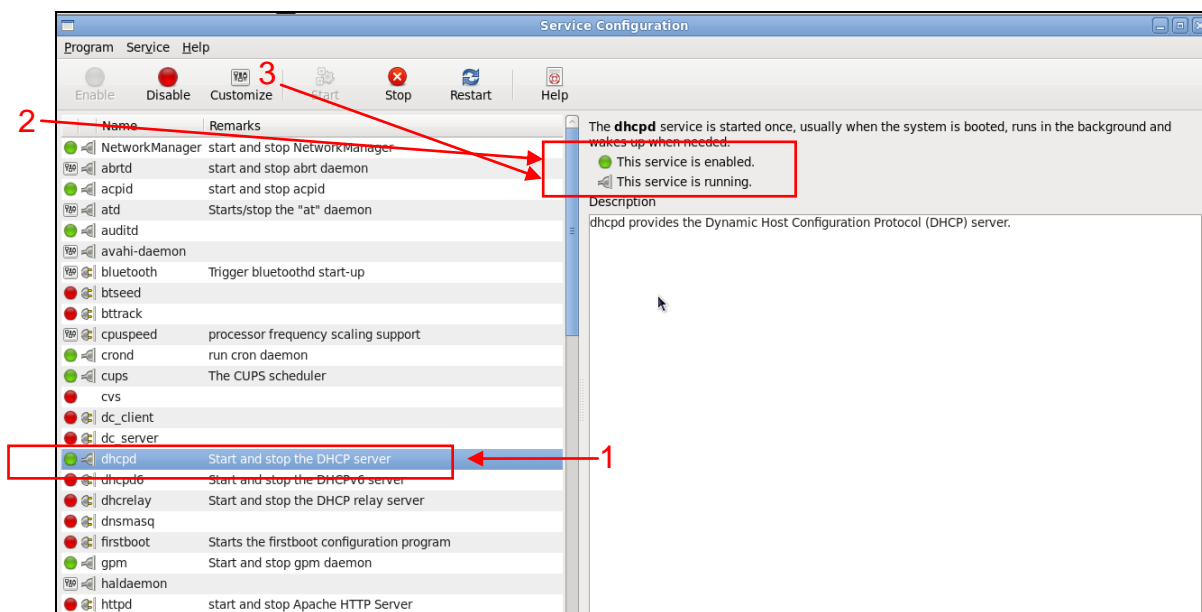 Service Configuration
Program Service Help
Enable Disable Customize Start Stop Restart Help
3
2
Name Remarks
NetworkManager start and stop NetworkManager
abrtd start and stop abrt daemon
acpid start and stop acpid
atd Starts/stop the "at" daemon
auditd
avahi-daemon
bluetooth Trigger bluetoothd start-up
btseed
bttrack
cpuspeed processor frequency scaling support
crond run cron daemon
cups The CUPS scheduler
cvs
dc_client
dc_server
dhcpd Start and stop the DHCP server
1
dhcpd6 Start and stop the DHCPv6 server
dhcrelay Start and stop the DHCP relay server
dnsmasq
firstboot Starts the firstboot configuration program
gpm Start and stop gpm daemon
haldaemon
httpd start and stop Apache HTTP Server
The dhcpd service is started once, usually when the system is booted, runs in the background and
wakes up when needed.
This service is enabled.
This service is running.
Description
dhcpd provides the Dynamic Host Configuration Protocol (DHCP) server.